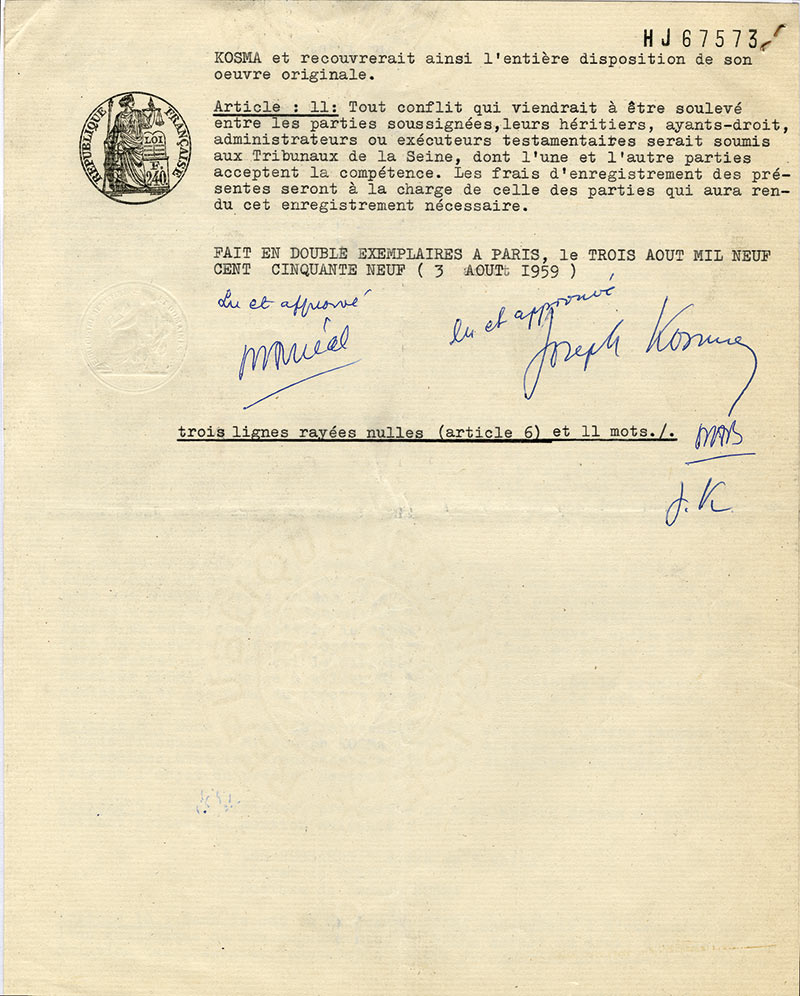 HJ67573
KOSMA et recouvrerait ainsi l'entière disposition de son
oeuvre originale.
RÉPUBLIQUE FRANÇAISE
LOI
F.
240
Article : 11: Tout conflit qui viendrait à être soulevé
entre les parties soussignées,leurs héritiers, ayants-droit,
administrateurs ou exécuteurs testamentaires serait soumis
aux Tribunaux de la Seine, dont l'une et l'autre parties
acceptent la compétence. Les frais d'enregistrement des pré-
sentes seront à la charge de celle des parties qui aura ren-
du cet enregistrement nécessaire.
FAIT EN DOUBLE EXEMPLAIRES A PARIS, le TROIS AOUT MIL NEUF
CENT CINQUANTE NEUF ( 3 AOUT 1959 )
Lu et approuvé
lu et approuvé
Joseph Kosma
trois lignes rayées nulles (article 6) et 11 mots./.
J. K